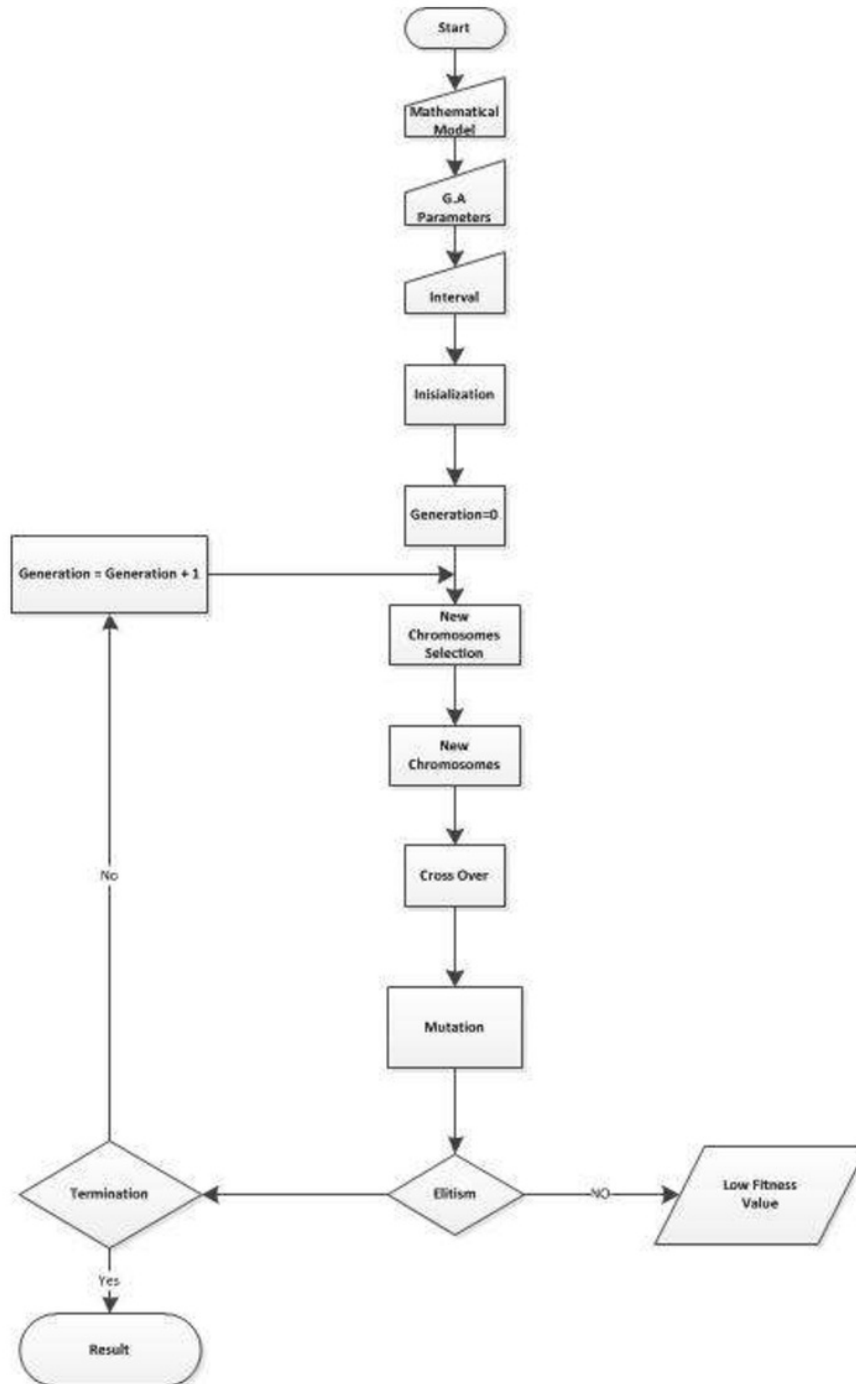 Start
Mathematical
Model
G.A
Parameters
Interval
Inisialization
Generation=0
Generation = Generation + 1
New
Chromosomes
Selection
New
Chromosomes
No
Cross Over
Mutation
Termination
Elitism
NO
Low Fitness
Value
Yes
Result